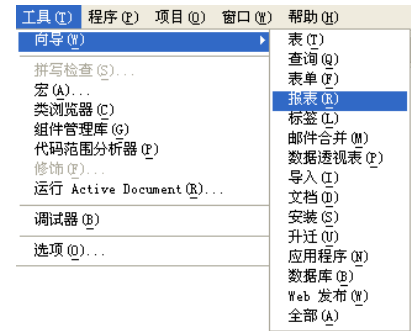 工具(T) 程序(P) 项目(O) 窗口(W) 帮助(H)
向导(W)
拼写检查(S)...
宏(A)...
类浏览器(C)
组件管理库(G)
代码范围分析器(P)
修饰(F)...
运行 Active Document(R)...
调试器(B)
选项(O)...
表(T)
查询(Q)
表单(F)
报表(R)
标签(L)
邮件合并(M)
数据透视表(P)
导入(I)
文档(D)
安装(S)
升迁(U)
应用程序(N)
数据库(B)
Web 发布(W)
全部(A)